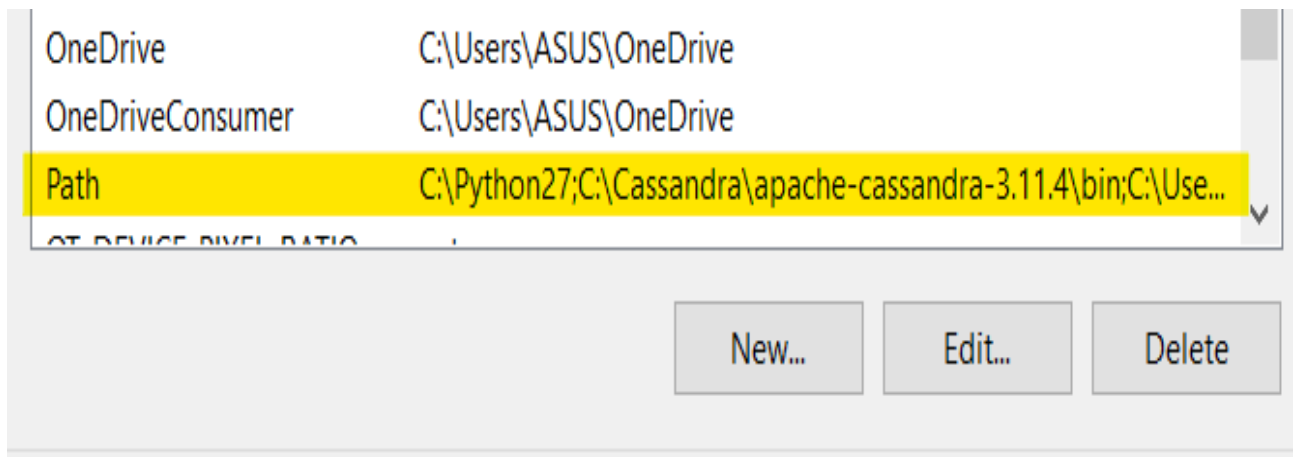 OneDrive C:\Users\ASUS\OneDrive
OneDriveConsumer C:\Users\ASUS\OneDrive
Path C:\Python27;C:\Cassandra\apache-cassandra-3.11.4\bin;C:\Use...
QT_DEVICE_PIXEL_RATIO
New... Edit... Delete